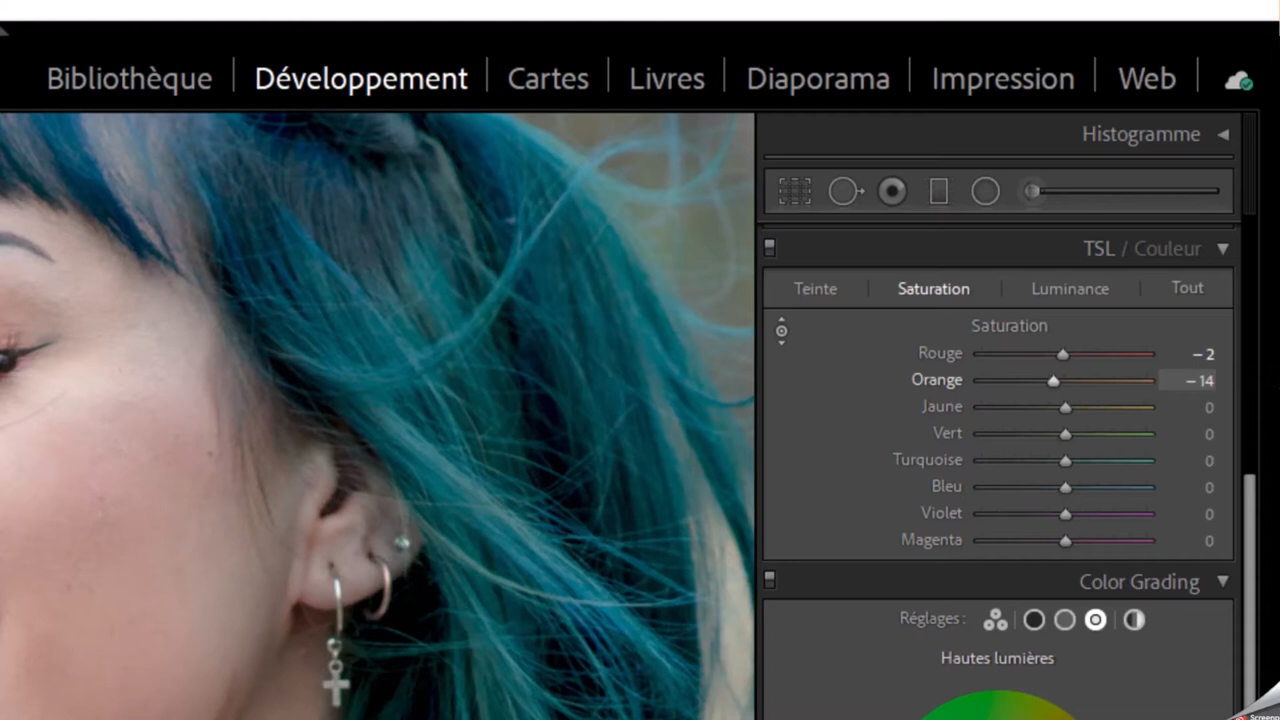 Bibliothèque | Développement | Cartes | Livres | Diaporama | Impression | Web |
Histogramme
TSL / Couleur
Teinte | Saturation | Luminance | Tout
Saturation
Rouge – 2
Orange – 14
Jaune 0
Vert 0
Turquoise 0
Bleu 0
Violet 0
Magenta 0
Color Grading
Réglages :
Hautes lumières